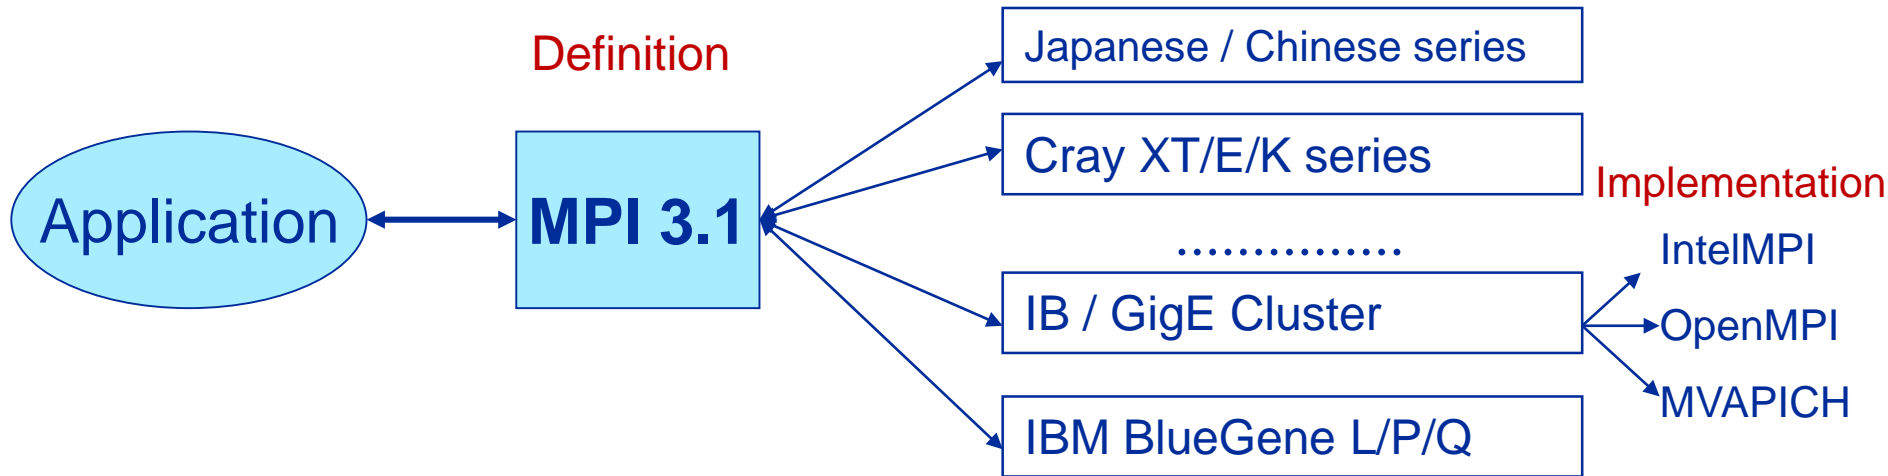 Definition
Application
MPI 3.1
Japanese / Chinese series
Cray XT/E/K series
...............
IB / GigE Cluster
IBM BlueGene L/P/Q
Implementation
IntelMPI
OpenMPI
MVAPICH